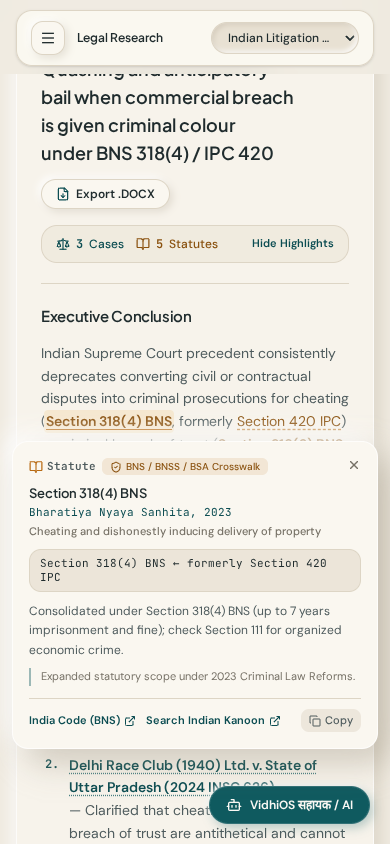 Legal Research
Indian Litigation ...
Quashing and anticipatory
bail when commercial breach
is given criminal colour
under BNS 318(4) / IPC 420
Export .DOCX
3 Cases 5 Statutes Hide Highlights
Executive Conclusion
Indian Supreme Court precedent consistently
deprecates converting civil or contractual
disputes into criminal prosecutions for cheating
(Section 318(4) BNS, formerly Section 420 IPC)
Statute BNS / BNSS / BSA Crosswalk
Section 318(4) BNS
Bharatiya Nyaya Sanhita, 2023
Cheating and dishonestly inducing delivery of property
Section 318(4) BNS ← formerly Section 420
IPC
Consolidated under Section 318(4) BNS (up to 7 years
imprisonment and fine); check Section 111 for organized
economic crime.
Expanded statutory scope under 2023 Criminal Law Reforms.
India Code (BNS) Search Indian Kanoon Copy
2. Delhi Race Club (1940) Ltd. v. State of
Uttar Pradesh (2024 INSC 626)
— Clarified that cheat
VidhiOS सहायक / AI
breach of trust are antithetical and cannot